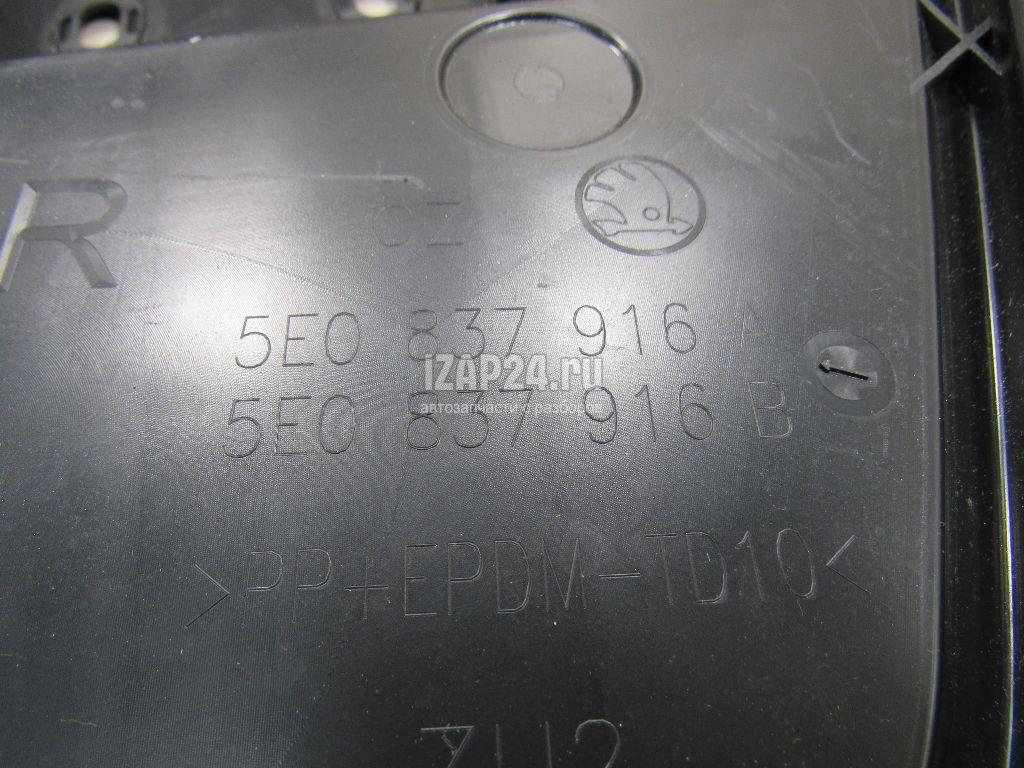 R
CZ
5E0 837 916 A
iZAP24.ru
автозапчасти с разбор
5E0 837 916 B
>PP+EPDM-TD10<